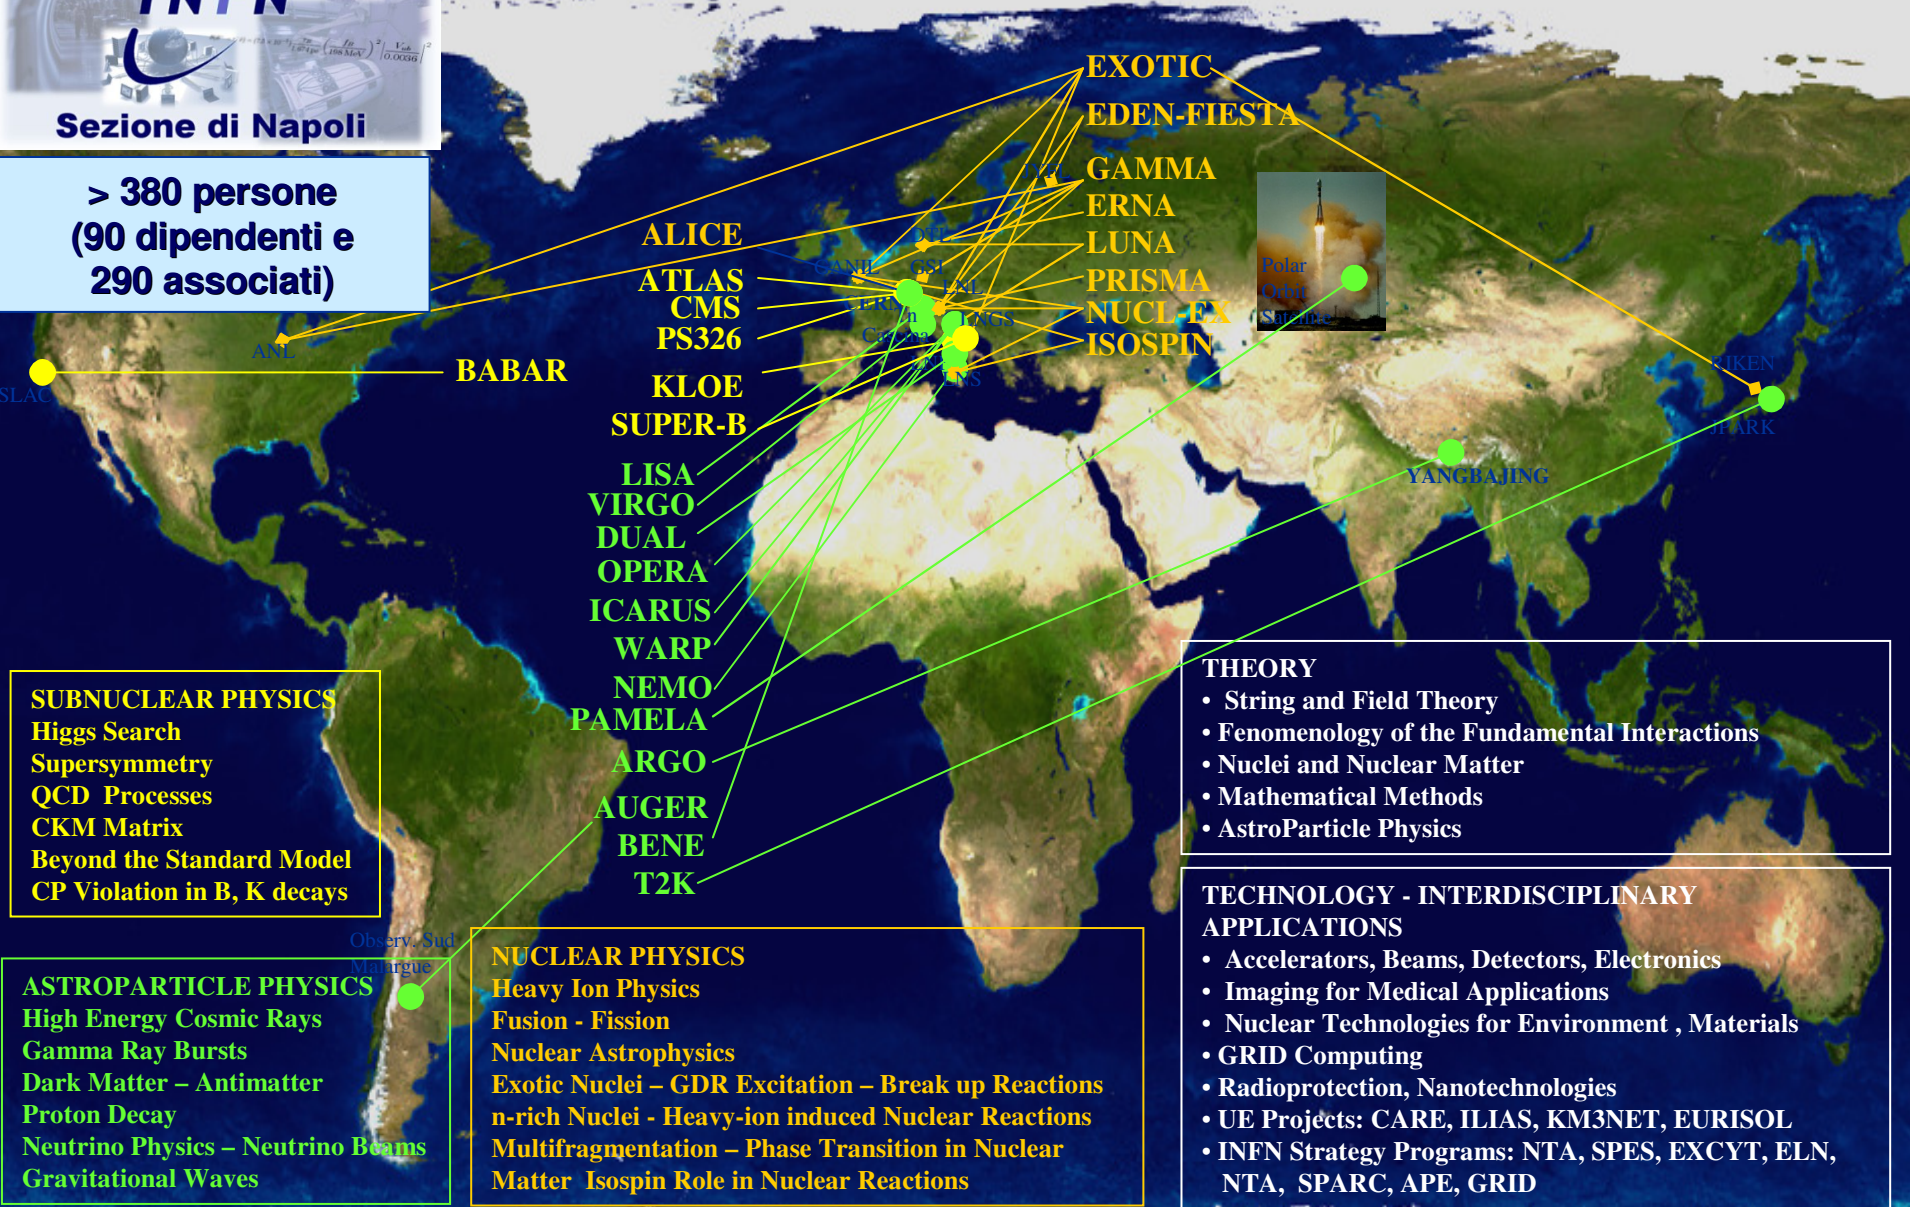 INFN
Sezione di Napoli
> 380 persone
(90 dipendenti e
290 associati)
EXOTIC
EDEN-FIESTA
GAMMA
ERNA
LUNA
PRISMA
NUCL-EX
ISOSPIN
ALICE
ATLAS
CMS
PS326
BABAR
KLOE
SUPER-B
LISA
VIRGO
DUAL
OPERA
ICARUS
WARP
NEMO
PAMELA
ARGO
AUGER
BENE
T2K
ANL
SLAC
GANIL
GSI
LNL
CERN
LNGS
LNS
Polar
Orbit
Satellite
RIKEN
JPARK
YANGBAJING
Observ. Sud
Malargue
SUBNUCLEAR PHYSICS
Higgs Search
Supersymmetry
QCD Processes
CKM Matrix
Beyond the Standard Model
CP Violation in B, K decays
ASTROPARTICLE PHYSICS
High Energy Cosmic Rays
Gamma Ray Bursts
Dark Matter – Antimatter
Proton Decay
Neutrino Physics – Neutrino Beams
Gravitational Waves
NUCLEAR PHYSICS
Heavy Ion Physics
Fusion - Fission
Nuclear Astrophysics
Exotic Nuclei – GDR Excitation – Break up Reactions
n-rich Nuclei - Heavy-ion induced Nuclear Reactions
Multifragmentation – Phase Transition in Nuclear
Matter Isospin Role in Nuclear Reactions
THEORY
• String and Field Theory
• Fenomenology of the Fundamental Interactions
• Nuclei and Nuclear Matter
• Mathematical Methods
• AstroParticle Physics
TECHNOLOGY - INTERDISCIPLINARY
APPLICATIONS
• Accelerators, Beams, Detectors, Electronics
• Imaging for Medical Applications
• Nuclear Technologies for Environment , Materials
• GRID Computing
• Radioprotection, Nanotechnologies
• UE Projects: CARE, ILIAS, KM3NET, EURISOL
• INFN Strategy Programs: NTA, SPES, EXCYT, ELN,
NTA, SPARC, APE, GRID